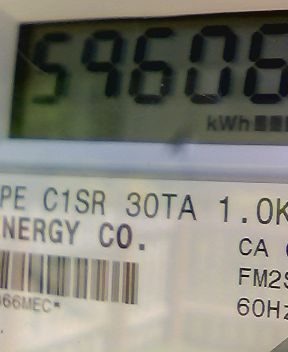 59606
kWh
PE C1SR 30TA 1.0K
NERGY CO.
CA
FM2S
66MEC*
60Hz